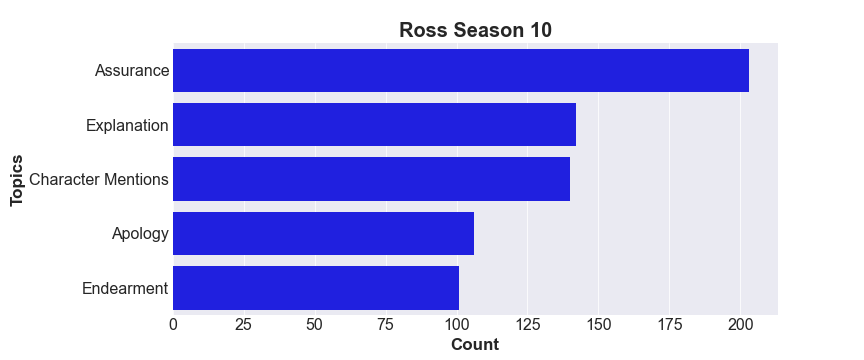 Ross Season 10
Topics
Assurance
Explanation
Character Mentions
Apology
Endearment
0 25 50 75 100 125 150 175 200
Count